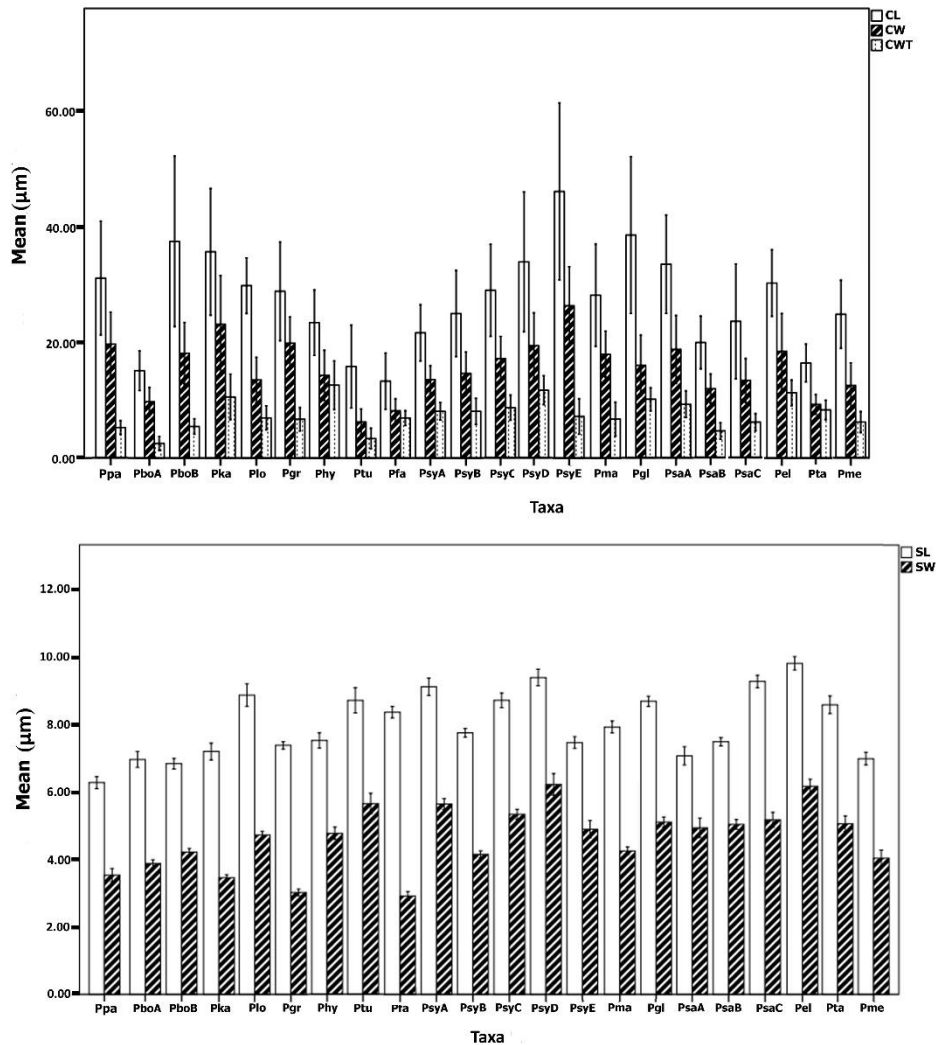 CL
CW
CWT
Mean (µm)
60.00
40.00
20.00
0.00
Ppa PboA PboB Pka Plo Pgr Phy Ptu Pfa PsyA PsyB PsyC PsyD PsyE Pma Pgl PsaA PsaB PsaC Pel Pta Pme
Taxa
SL
SW
Mean (µm)
12.00
10.00
8.00
6.00
4.00
2.00
0.00
Ppa PboA PboB Pka Plo Pgr Phy Ptu Pfa PsyA PsyB PsyC PsyD PsyE Pma Pgl PsaA PsaB PsaC Pel Pta Pme
Taxa